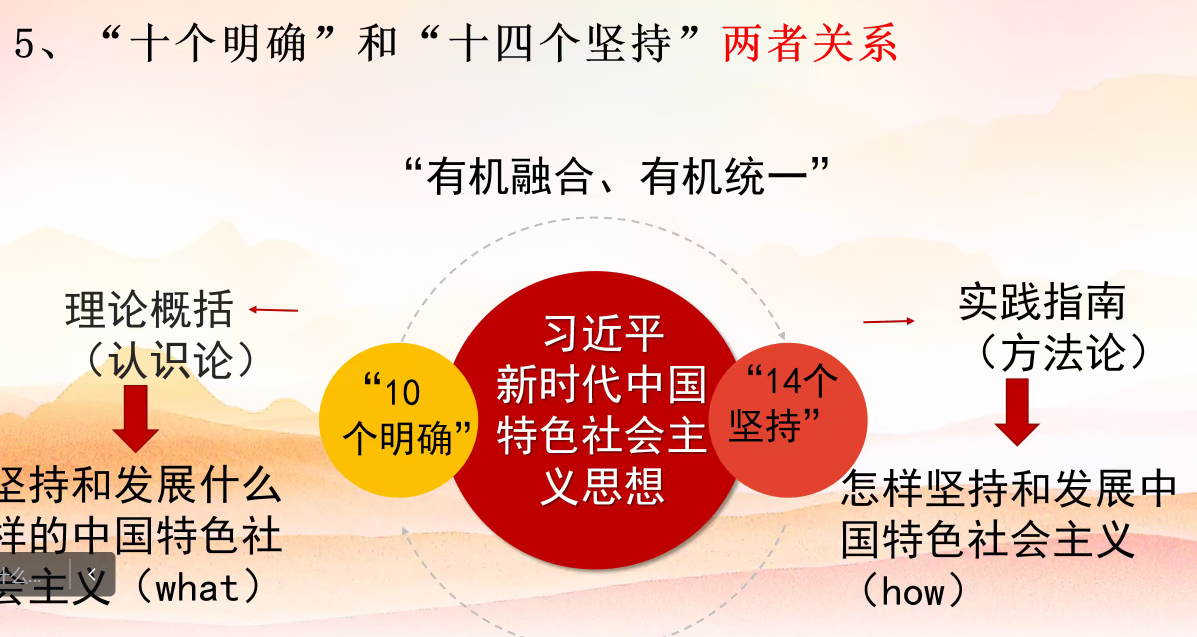 5、“十个明确”和“十四个坚持”两者关系
“有机融合、有机统一”
理论概括
（认识论）
坚持和发展什么
样的中国特色社
会主义（what）
“10
个明确”
习近平
新时代中国
特色社会主
义思想
“14个
坚持”
实践指南
（方法论）
怎样坚持和发展中
国特色社会主义
（how）
什么...